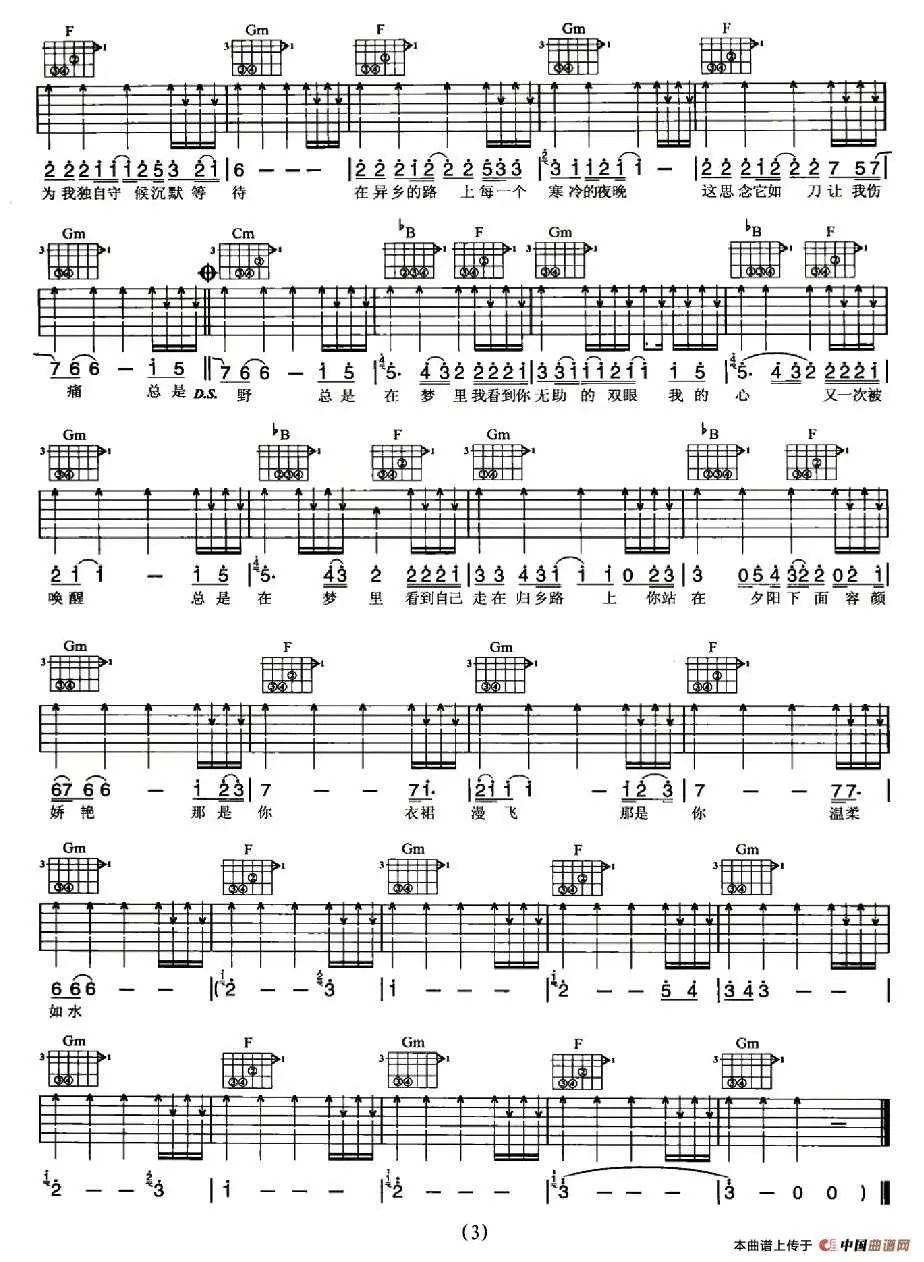 F Gm F Gm F
2 2 2 2 1 1 1 1 2 5 3 2 1 6 2 2 2 1 2 2 2 5 3 3 3 1 1 2 1 1 — 2 2 2 1 2 2 2 7 5 7
为我独自守 候沉默等 待 在异乡的路 上每一个 寒冷的夜晚 这思念它如 刀让我伤
Gm Cm ♭B F Gm ♭B F
7 6 6 — 1 5 7 6 6 — 1 5 5· 4 3 2 2 2 2 1 3 3 1 1 1 1 2 1 1 1 5 5· 4 3 2 2 2 2 1
痛 总是 D.S. 野 总是 在 梦里我看到你 无助的双眼 我的 心 又一次被
Gm ♭B F Gm ♭B F
2 1 1 — 1 5 5· 4 3 2 2 2 2 1 3 3 4 3 1 1 1 1 0 2 3 3 0 5 4 3 2 2 0 2 1
唤醒 总是 在 梦 里 看到自己 走在归乡路 上 你站 在 夕阳下面容颜
Gm F Gm F
6 7 6 6 — 1 2 3 7 — — 7 1· 2 1 1 1 — — 1 2 3 7 — — 7 7·
娇艳 那是 你 衣裙 漫飞 那是 你 温柔
Gm F Gm F Gm
6 6 6 — — ( 2 — 3 1 — — — 2 — — 5 4 3 4 3 — —
如水
Gm F Gm F Gm
2 — — 3 1 — — — 2 — — — 3 — — — 3 — 0 0 )
(3)
本曲谱上传于 中国曲谱网